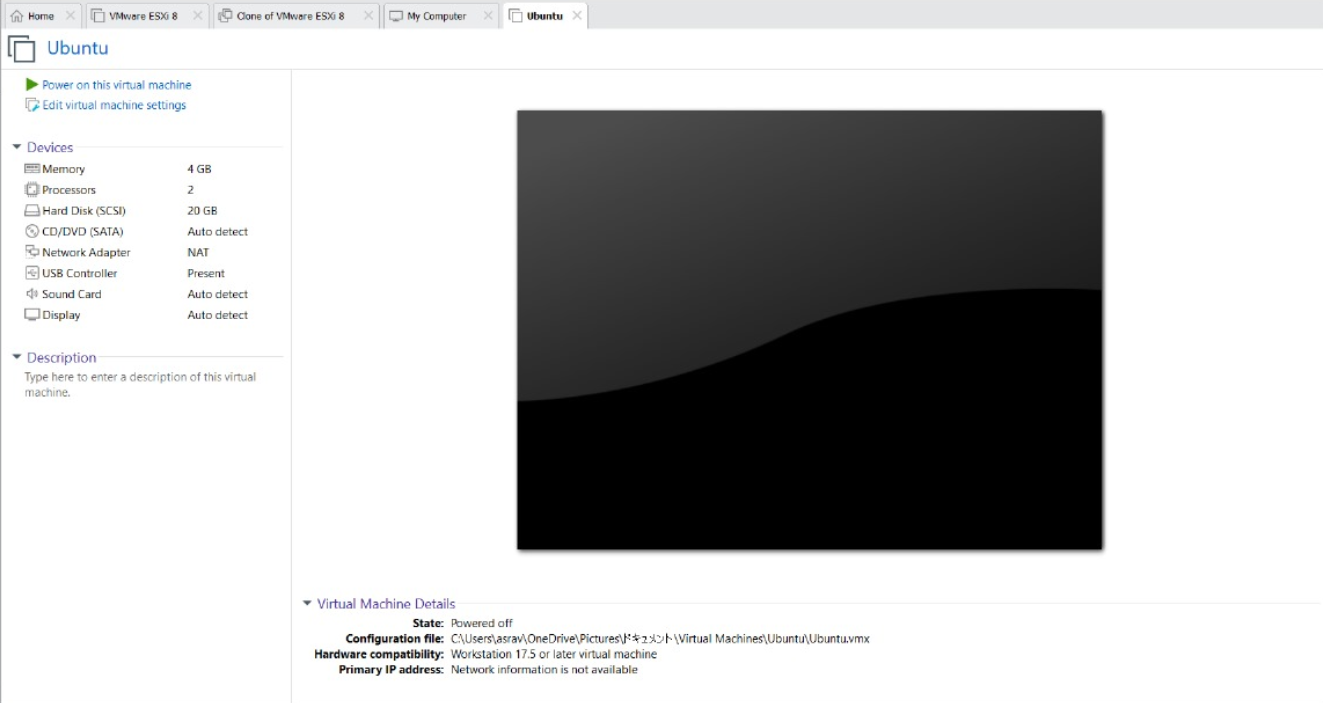 Home VMware ESXi 8 Clone of VMware ESXi 8 My Computer Ubuntu
Ubuntu
Power on this virtual machine
Edit virtual machine settings
Devices
Memory 4 GB
Processors 2
Hard Disk (SCSI) 20 GB
CD/DVD (SATA) Auto detect
Network Adapter NAT
USB Controller Present
Sound Card Auto detect
Display Auto detect
Description
Type here to enter a description of this virtual
machine.
Virtual Machine Details
State: Powered off
Configuration file: C:\Users\asrav\OneDrive\Pictures\ドキュメント\Virtual Machines\Ubuntu\Ubuntu.vmx
Hardware compatibility: Workstation 17.5 or later virtual machine
Primary IP address: Network information is not available